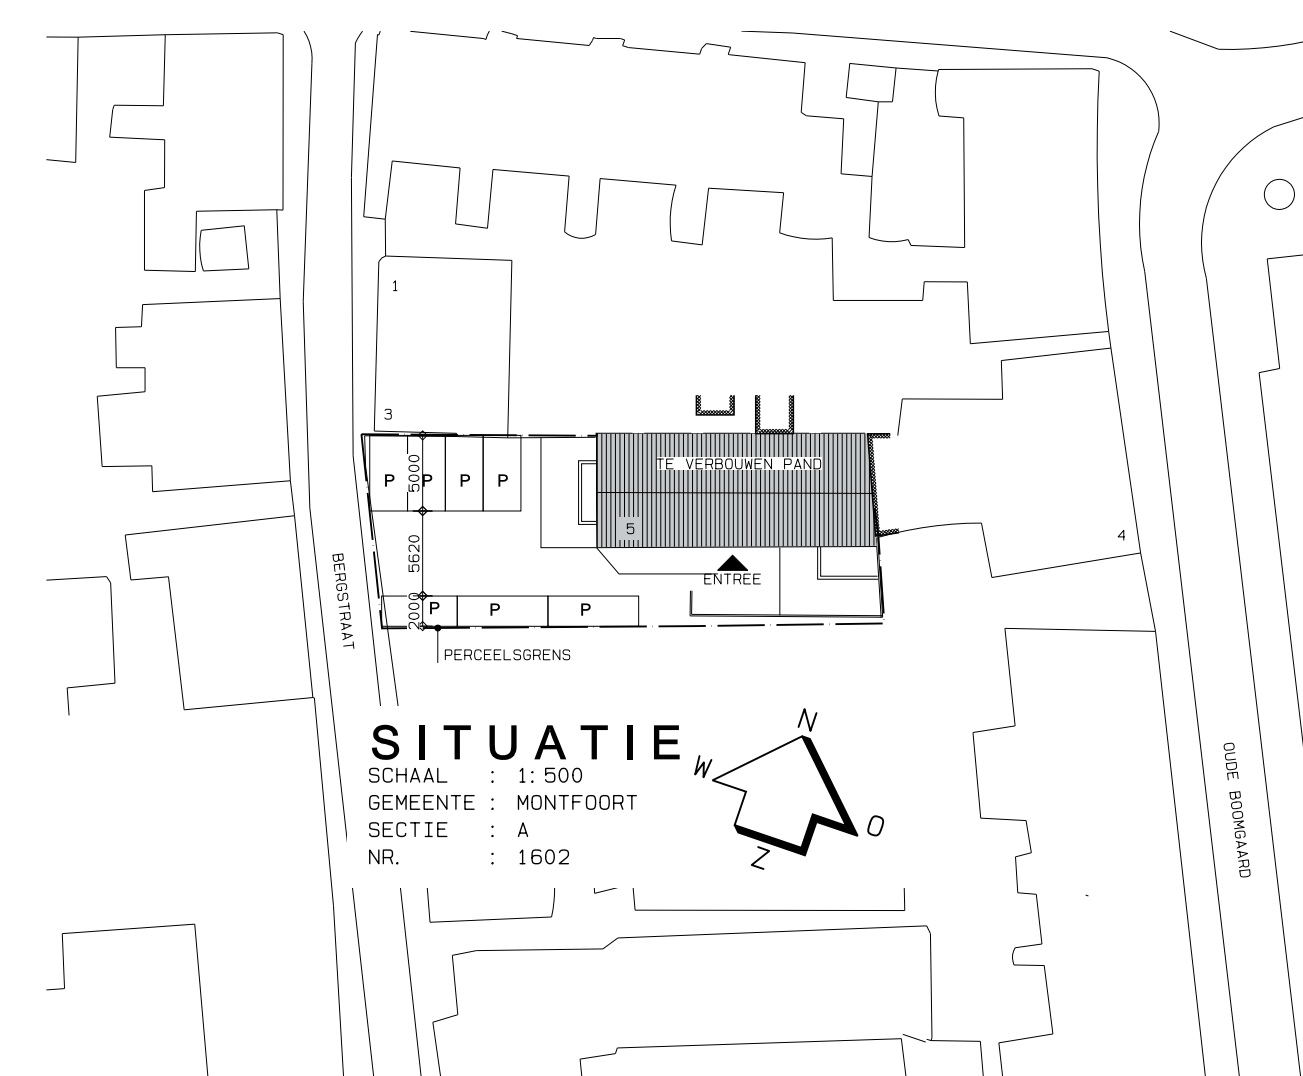 1
3
TE VERBOUWEN PAND
P P P P
5000
5
4
5620
ENTREE
P P P
2000
BERGSTRAAT
PERCEELSGRENS
SITUATIE
SCHAAL : 1:500
GEMEENTE : MONTFOORT
SECTIE : A
NR. : 1602
N
W
O
Z
OUDE BOOMGAARD